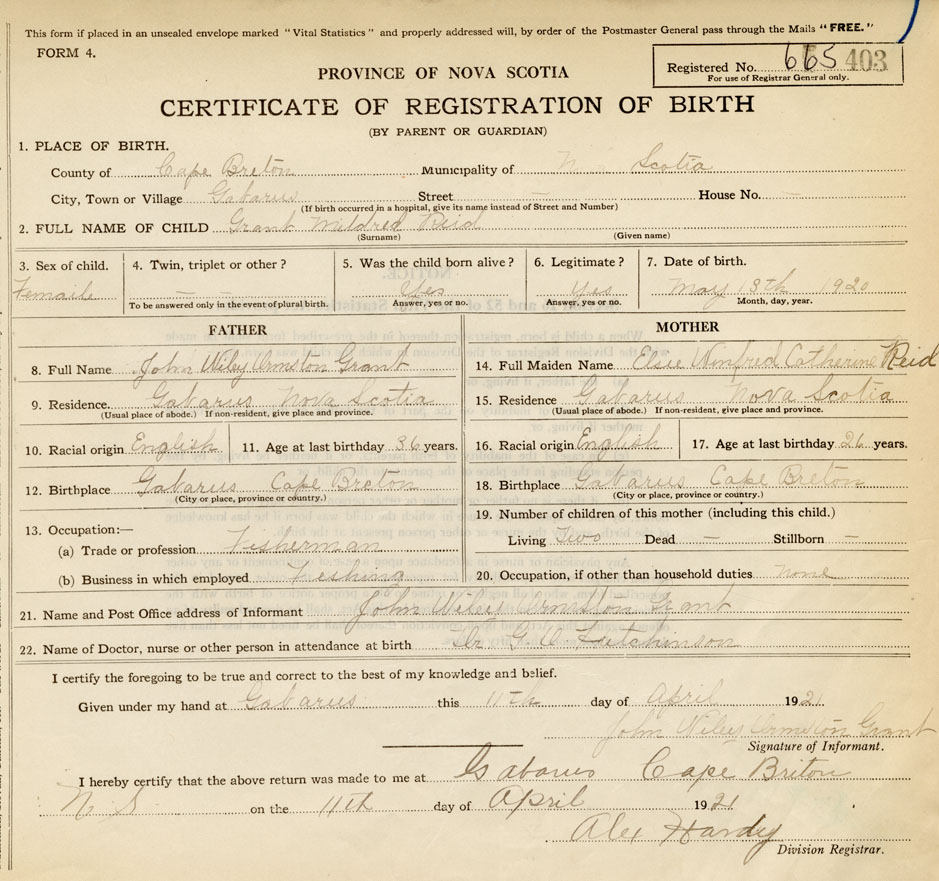 This form if placed in an unsealed envelope marked "Vital Statistics" and properly addressed will, by order of the Postmaster General pass through the Mails "FREE."
FORM 4.
Registered No. 665 403
For use of Registrar General only.
PROVINCE OF NOVA SCOTIA
CERTIFICATE OF REGISTRATION OF BIRTH
(BY PARENT OR GUARDIAN)
1. PLACE OF BIRTH.
County of Cape Breton Municipality of N Scotia
City, Town or Village Gabarus Street — House No. —
(If birth occurred in a hospital, give its name instead of Street and Number)
2. FULL NAME OF CHILD Grant Mildred Reid
(Surname) (Given name)
3. Sex of child. 4. Twin, triplet or other? 5. Was the child born alive? 6. Legitimate? 7. Date of birth.
Female — — Yes Yes May 13th 1920
To be answered only in the event of plural birth. Answer, yes or no. Answer, yes or no. Month, day, year.
FATHER
8. Full Name John Wiley Urmston Grant
9. Residence. Gabarus Nova Scotia
(Usual place of abode.) If non-resident, give place and province.
10. Racial origin English 11. Age at last birthday 36 years.
12. Birthplace Gabarus Cape Breton
(City or place, province or country.)
13. Occupation:—
(a) Trade or profession Fisherman
(b) Business in which employed Fishing
MOTHER
14. Full Maiden Name Elsie Winfred Catherine Reid
15. Residence Gabarus Nova Scotia
(Usual place of abode.) If non-resident, give place and province.
16. Racial origin English 17. Age at last birthday 26 years.
18. Birthplace Gabarus Cape Breton
(City or place, province or country.)
19. Number of children of this mother (including this child.)
Living Two Dead — Stillborn —
20. Occupation, if other than household duties none
21. Name and Post Office address of Informant John Wiley Urmston Grant
22. Name of Doctor, nurse or other person in attendance at birth Dr G W Hutchinson
I certify the foregoing to be true and correct to the best of my knowledge and belief.
Given under my hand at Gabarus this 11th day of April 1921
John Wiley Urmston Grant
Signature of Informant.
I hereby certify that the above return was made to me at Gabarus Cape Briton
N S on the 11th day of April 1921
Alex Hardy
Division Registrar.